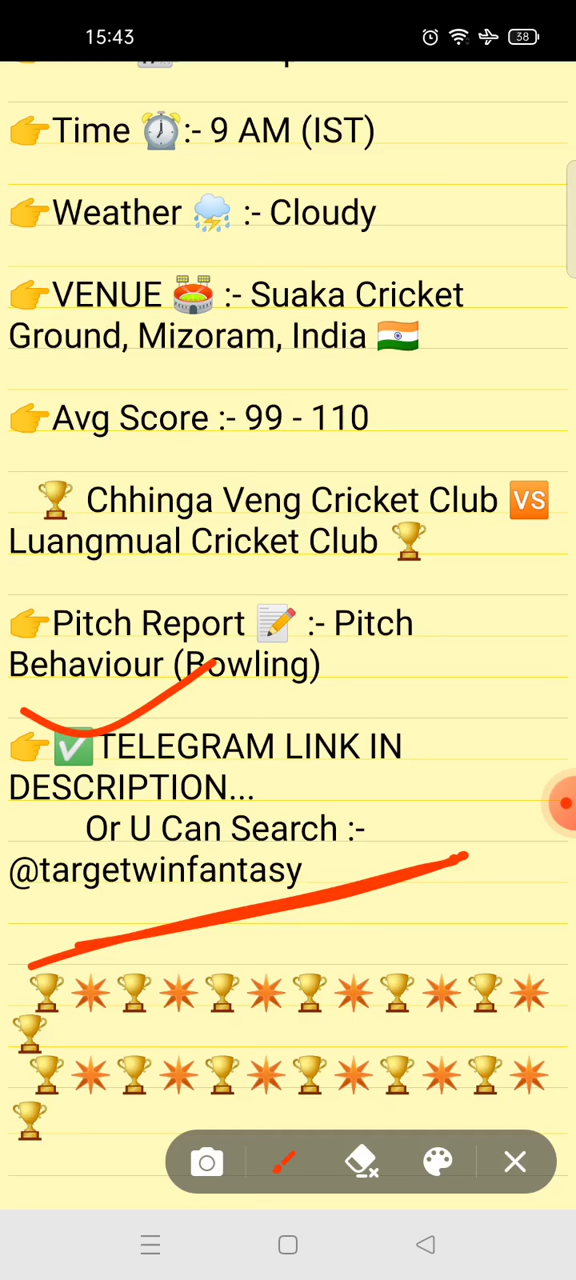 15:43
38
👉Time ⏰:- 9 AM (IST)
👉Weather ⛈️ :- Cloudy
👉VENUE 🏟️ :- Suaka Cricket
Ground, Mizoram, India 🇮🇳
👉Avg Score :- 99 - 110
🏆 Chhinga Veng Cricket Club 🆚
Luangmual Cricket Club 🏆
👉Pitch Report 📝 :- Pitch
Behaviour (Bowling)
👉✅TELEGRAM LINK IN
DESCRIPTION...
Or U Can Search :-
@targetwinfantasy